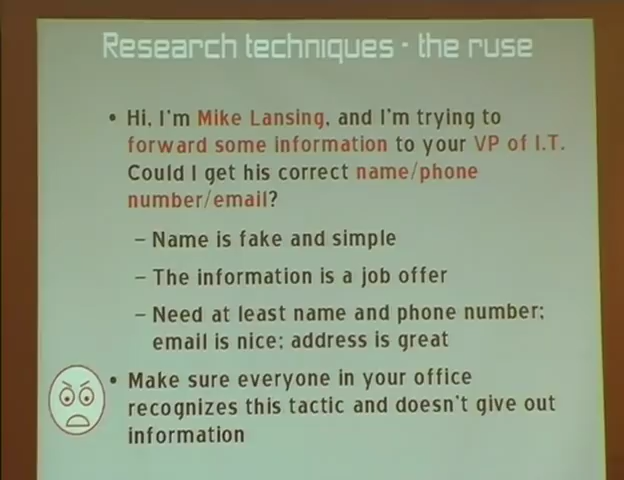 Research techniques - the ruse
• Hi, I'm Mike Lansing, and I'm trying to
forward some information to your VP of I.T.
Could I get his correct name/phone
number/email?
– Name is fake and simple
– The information is a job offer
– Need at least name and phone number;
email is nice; address is great
• Make sure everyone in your office
recognizes this tactic and doesn't give out
information